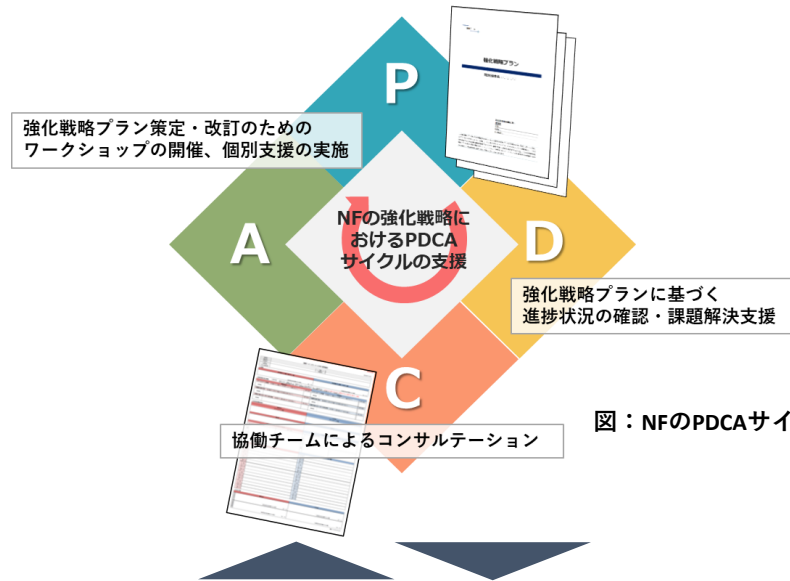 P
強化戦略プラン
強化戦略プラン策定・改訂のための
ワークショップの開催、個別支援の実施
A
NFの強化戦略に
おけるPDCA
サイクルの支援
D
強化戦略プランに基づく
進捗状況の確認・課題解決支援
C
協働チームによるコンサルテーション
図：NFのPDCAサイ